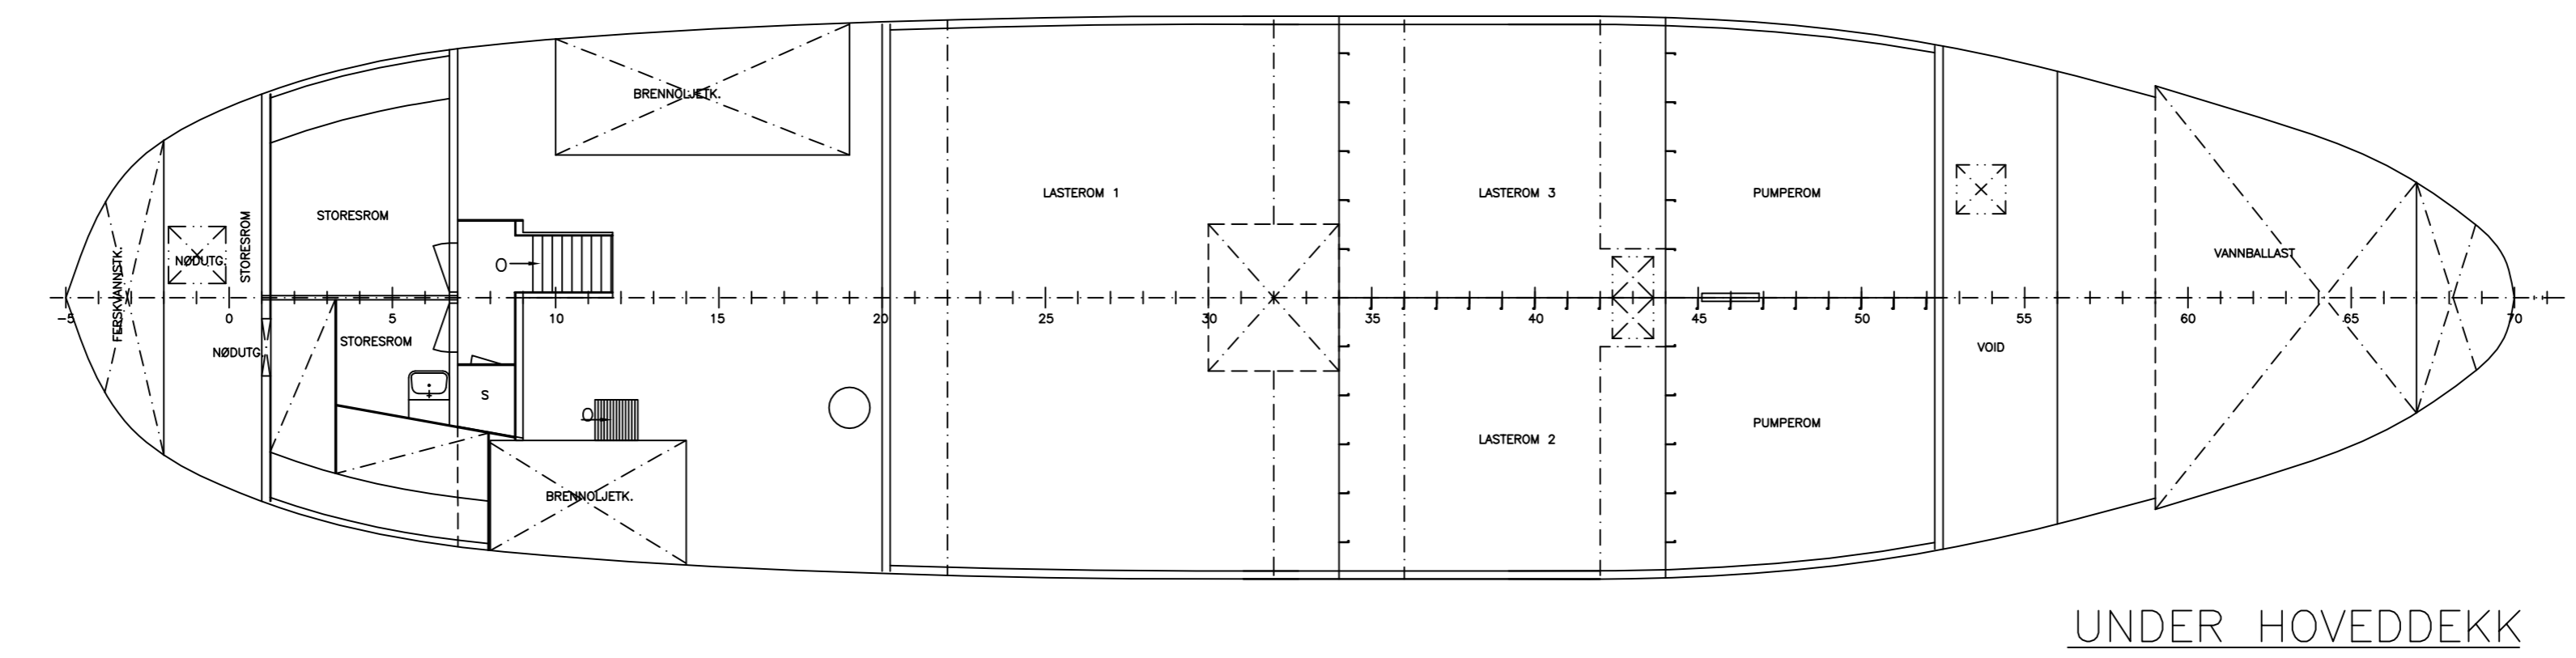 BRENNOLJETK.
LASTEROM 1
LASTEROM 3
PUMPEROM
STORESROM
STORESROM
FERSKVANNSTK.
NØDUTG.
VANNBALLAST
-5 0 5 10 15 20 25 30 35 40 45 50 55 60 65 70
NØDUTG.
STORESROM
VOID
S
PUMPEROM
LASTEROM 2
BRENNOLJETK.
UNDER HOVEDDEKK